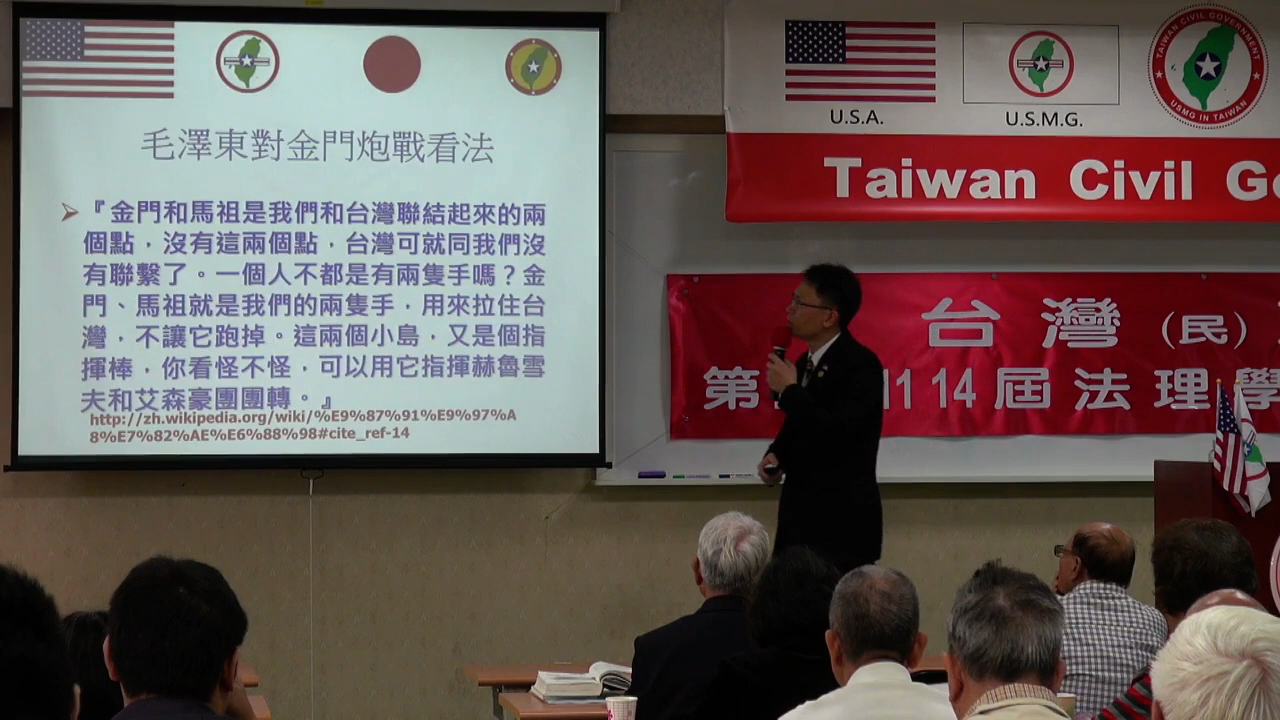 毛澤東對金門炮戰看法
『金門和馬祖是我們和台灣聯結起來的兩
個點，沒有這兩個點，台灣可就同我們沒
有聯繫了。一個人不都是有兩隻手嗎？金
門、馬祖就是我們的兩隻手，用來拉住台
灣，不讓它跑掉。這兩個小島，又是個指
揮棒，你看怪不怪，可以用它指揮赫魯雪
夫和艾森豪團團轉。』
http://zh.wikipedia.org/wiki/%E9%87%91%E9%97%A
8%E7%82%AE%E6%88%98#cite_ref-14
U.S.A.
U.S.M.G.
TAIWAN CIVIL GOVERNMENT
USMG IN TAIWAN
Taiwan Civil
台灣（民）
第 11 14 屆法理學